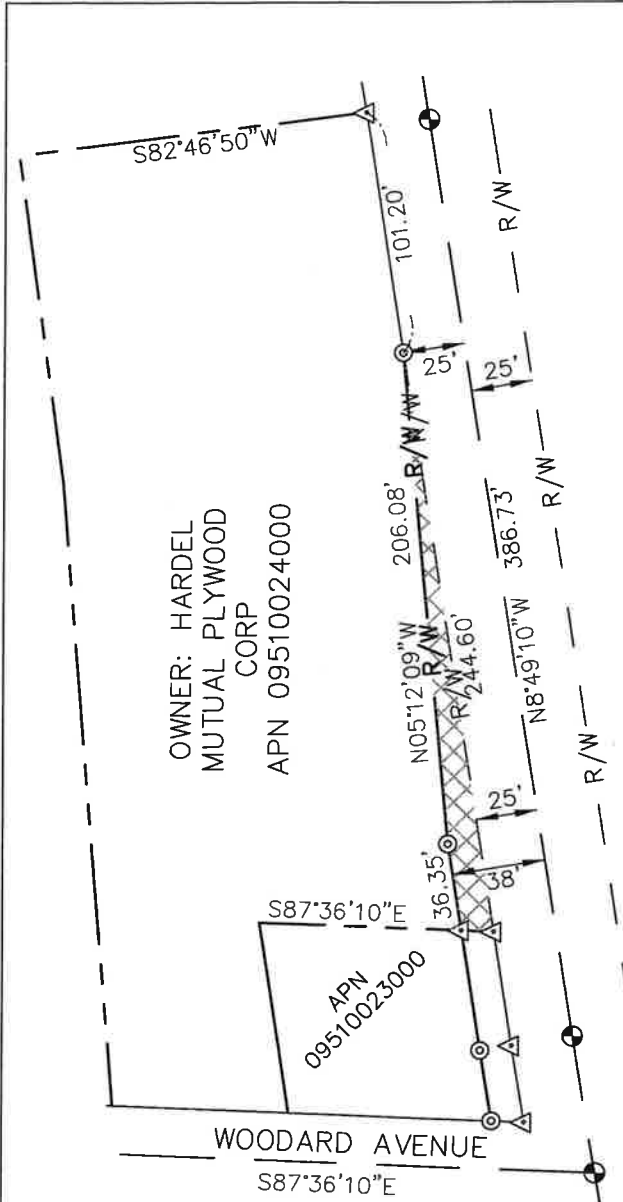 S82°46'50"W
101.20'
R/W
25'
25'
R/W
R/W
206.08'
386.73'
R/W
OWNER: HARDEL
MUTUAL PLYWOOD
CORP
APN 09510024000
N05°12'09"W
R/W
R/W
244.60'
N8°49'10"W
R/W
25'
36.35'
38'
S87°36'10"E
APN
09510023000
WOODARD AVENUE
S87°36'10"E